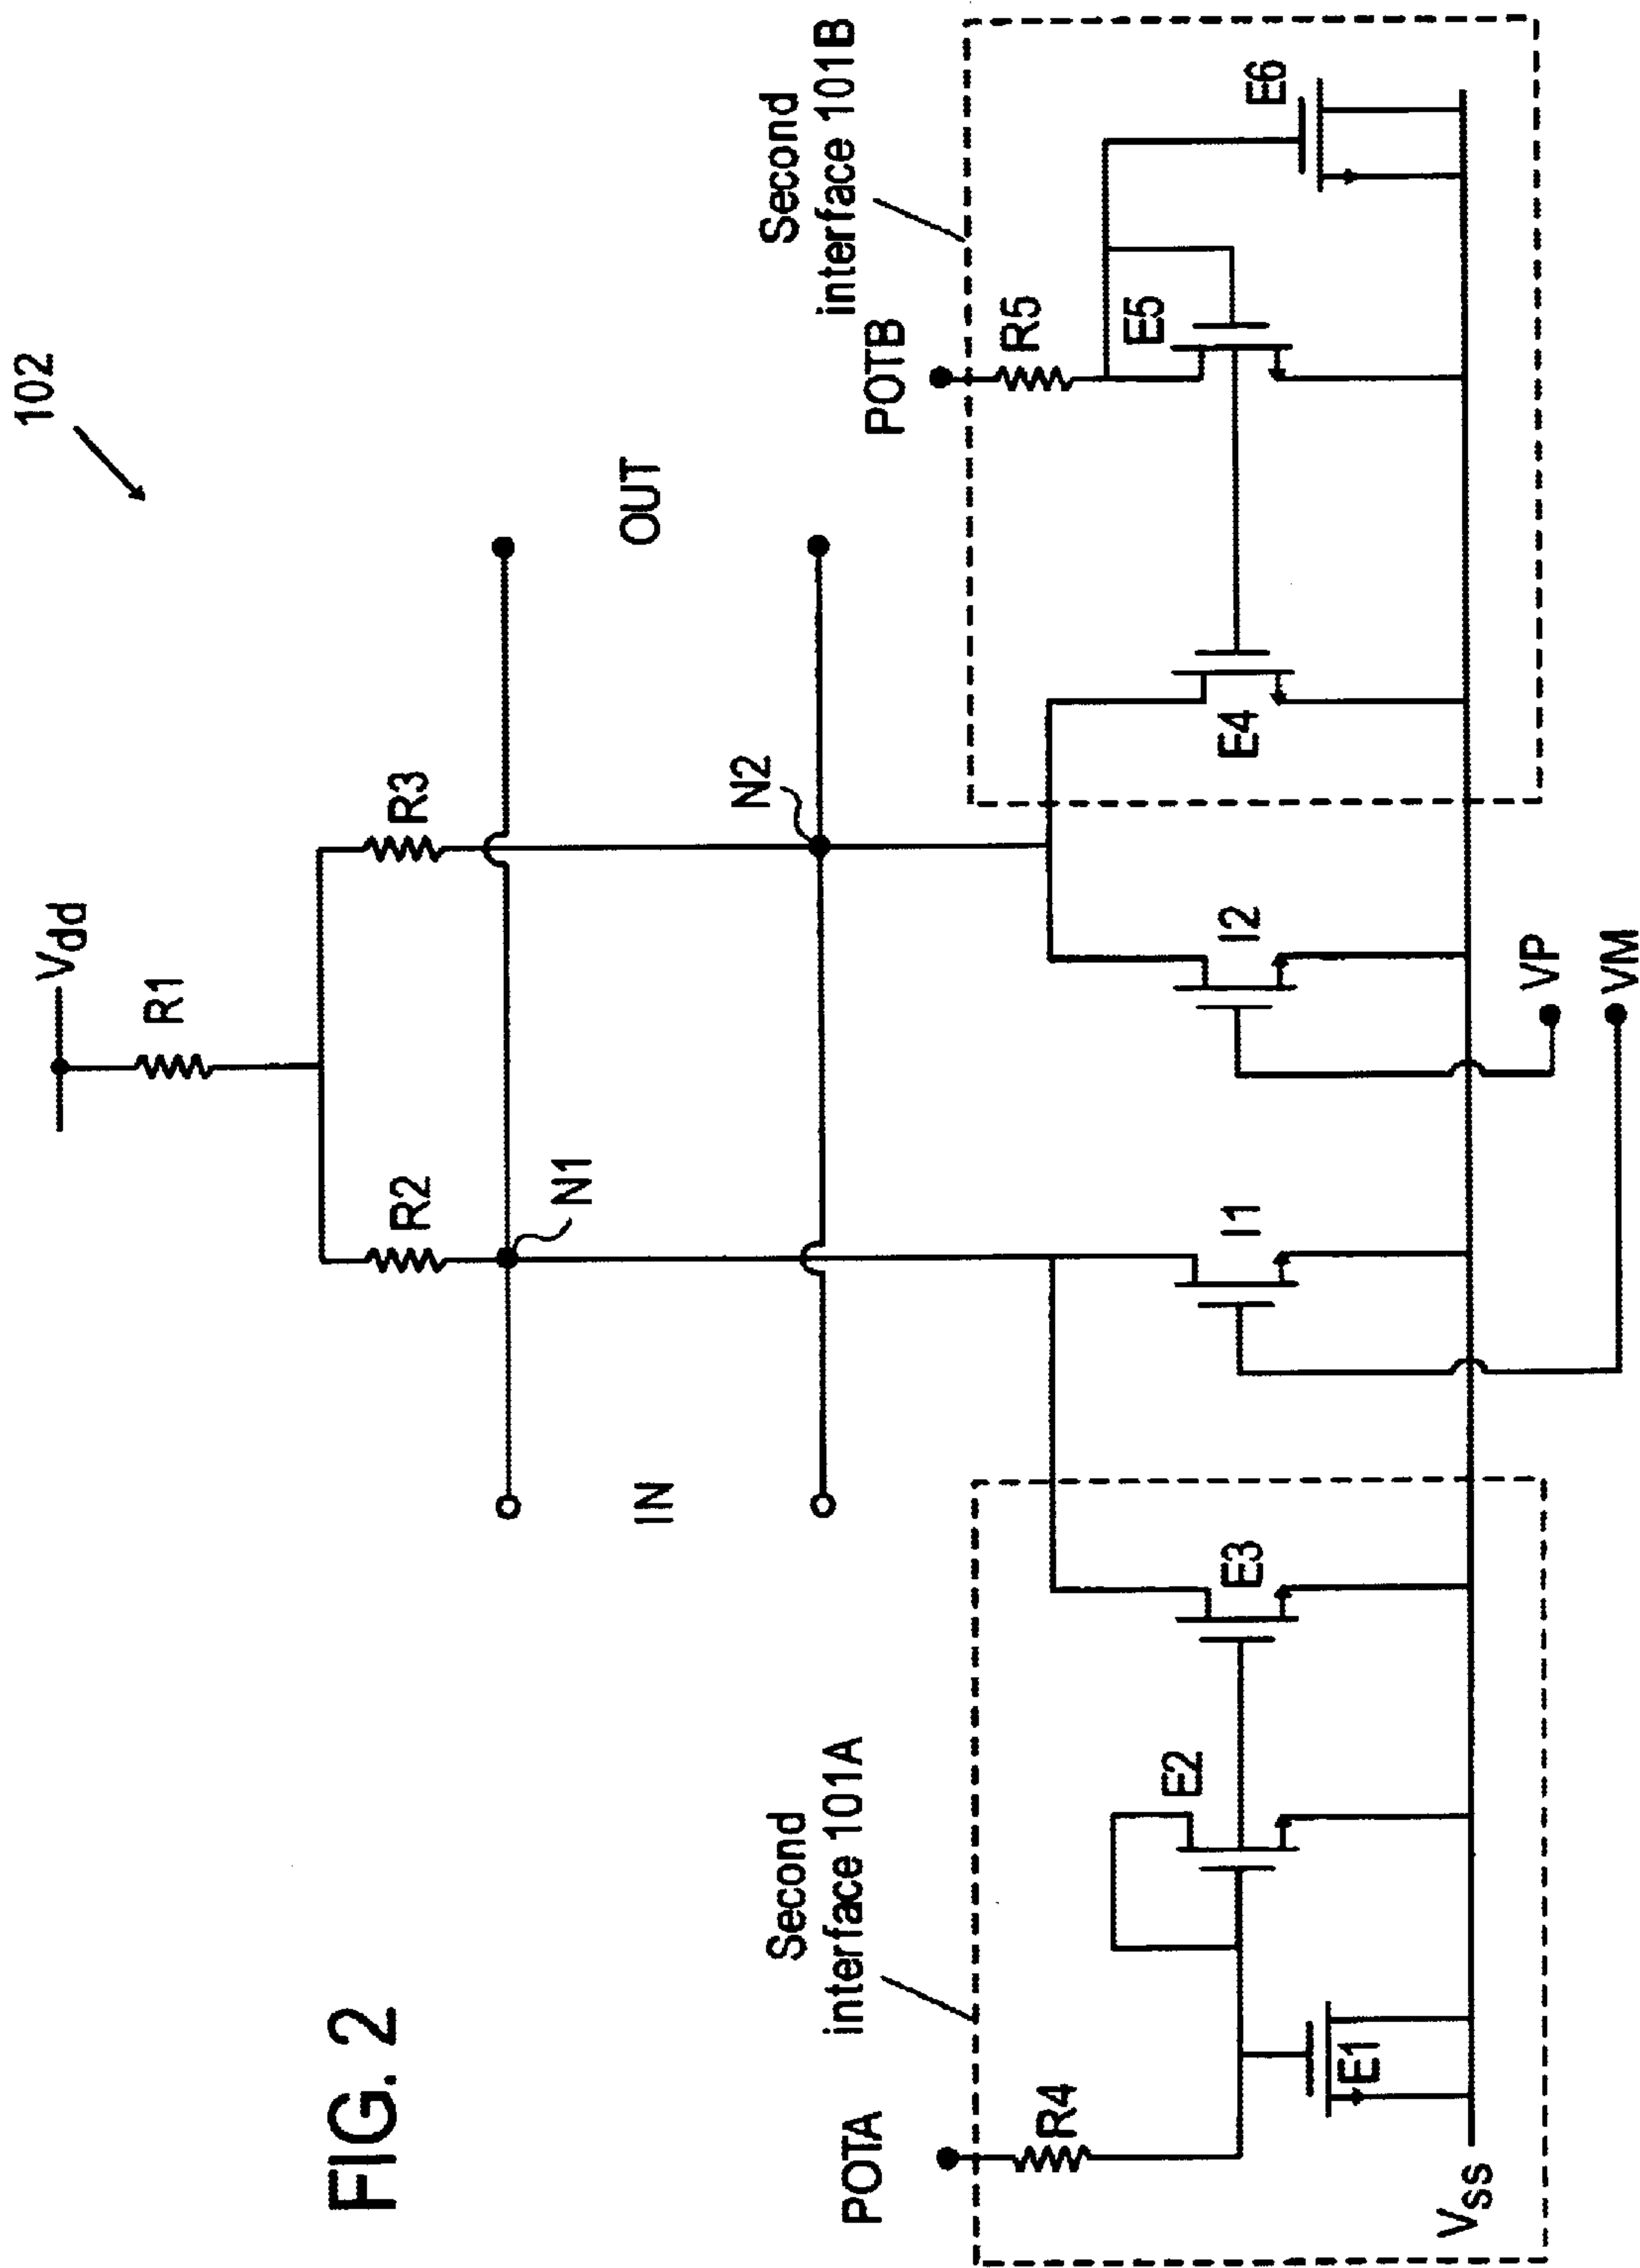 FIG. 2
102
Vdd
R1
R2
R3
N1
N2
IN
OUT
Second
interface 101A
Second
interface 101B
POTA
POTB
R4
R5
E1
E2
E3
I1
I2
E4
E5
E6
Vss
VP
VM